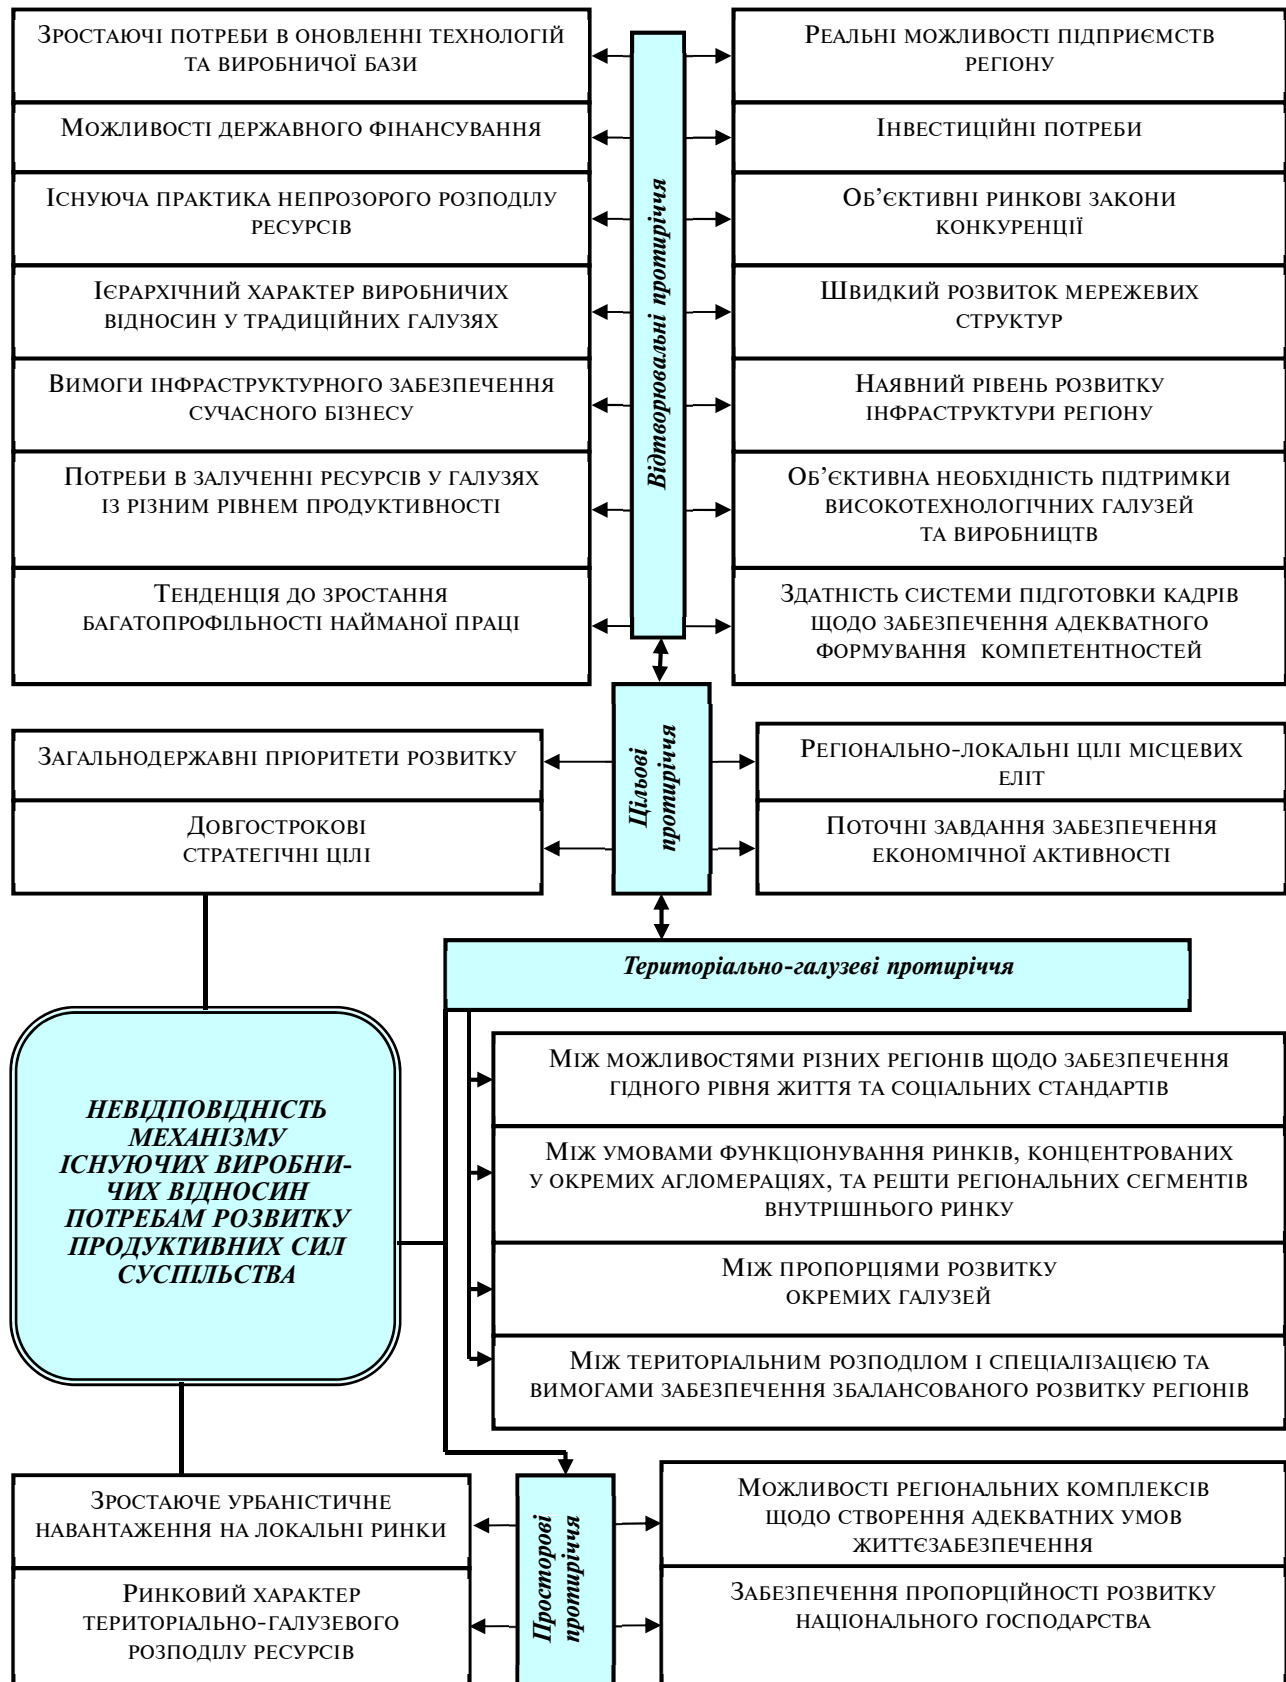 ЗРОСТАЮЧІ ПОТРЕБИ В ОНОВЛЕННІ ТЕХНОЛОГІЙ
ТА ВИРОБНИЧОЇ БАЗИ
РЕАЛЬНІ МОЖЛИВОСТІ ПІДПРИЄМСТВ
РЕГІОНУ
МОЖЛИВОСТІ ДЕРЖАВНОГО ФІНАНСУВАННЯ
ІНВЕСТИЦІЙНІ ПОТРЕБИ
ІСНУЮЧА ПРАКТИКА НЕПРОЗОРОГО РОЗПОДІЛУ
РЕСУРСІВ
ОБ’ЄКТИВНІ РИНКОВІ ЗАКОНИ
КОНКУРЕНЦІЇ
ІЄРАРХІЧНИЙ ХАРАКТЕР ВИРОБНИЧИХ
ВІДНОСИН У ТРАДИЦІЙНИХ ГАЛУЗЯХ
ШВИДКИЙ РОЗВИТОК МЕРЕЖЕВИХ
СТРУКТУР
ВИМОГИ ІНФРАСТРУКТУРНОГО ЗАБЕЗПЕЧЕННЯ
СУЧАСНОГО БІЗНЕСУ
НАЯВНИЙ РІВЕНЬ РОЗВИТКУ
ІНФРАСТРУКТУРИ РЕГІОНУ
ПОТРЕБИ В ЗАЛУЧЕННІ РЕСУРСІВ У ГАЛУЗЯХ
ІЗ РІЗНИМ РІВНЕМ ПРОДУКТИВНОСТІ
ОБ’ЄКТИВНА НЕОБХІДНІСТЬ ПІДТРИМКИ
ВИСОКОТЕХНОЛОГІЧНИХ ГАЛУЗЕЙ
ТА ВИРОБНИЦТВ
ТЕНДЕНЦІЯ ДО ЗРОСТАННЯ
БАГАТОПРОФІЛЬНОСТІ НАЙМАНОЇ ПРАЦІ
ЗДАТНІСТЬ СИСТЕМИ ПІДГОТОВКИ КАДРІВ
ЩОДО ЗАБЕЗПЕЧЕННЯ АДЕКВАТНОГО
ФОРМУВАННЯ КОМПЕТЕНТНОСТЕЙ
Відтворювальні протиріччя
ЗАГАЛЬНОДЕРЖАВНІ ПРІОРИТЕТИ РОЗВИТКУ
РЕГІОНАЛЬНО-ЛОКАЛЬНІ ЦІЛІ МІСЦЕВИХ
ЕЛІТ
ДОВГОСТРОКОВІ
СТРАТЕГІЧНІ ЦІЛІ
ПОТОЧНІ ЗАВДАННЯ ЗАБЕЗПЕЧЕННЯ
ЕКОНОМІЧНОЇ АКТИВНОСТІ
Цільові
протиріччя
Територіально-галузеві протиріччя
МІЖ МОЖЛИВОСТЯМИ РІЗНИХ РЕГІОНІВ ЩОДО ЗАБЕЗПЕЧЕННЯ
ГІДНОГО РІВНЯ ЖИТТЯ ТА СОЦІАЛЬНИХ СТАНДАРТІВ
МІЖ УМОВАМИ ФУНКЦІОНУВАННЯ РИНКІВ, КОНЦЕНТРОВАНИХ
У ОКРЕМИХ АГЛОМЕРАЦІЯХ, ТА РЕШТИ РЕГІОНАЛЬНИХ СЕГМЕНТІВ
ВНУТРІШНЬОГО РИНКУ
МІЖ ПРОПОРЦІЯМИ РОЗВИТКУ
ОКРЕМИХ ГАЛУЗЕЙ
МІЖ ТЕРИТОРІАЛЬНИМ РОЗПОДІЛОМ І СПЕЦІАЛІЗАЦІЄЮ ТА
ВИМОГАМИ ЗАБЕЗПЕЧЕННЯ ЗБАЛАНСОВАНОГО РОЗВИТКУ РЕГІОНІВ
НЕВІДПОВІДНІСТЬ
МЕХАНІЗМУ
ІСНУЮЧИХ ВИРОБНИ-
ЧИХ ВІДНОСИН
ПОТРЕБАМ РОЗВИТКУ
ПРОДУКТИВНИХ СИЛ
СУСПІЛЬСТВА
ЗРОСТАЮЧЕ УРБАНІСТИЧНЕ
НАВАНТАЖЕННЯ НА ЛОКАЛЬНІ РИНКИ
МОЖЛИВОСТІ РЕГІОНАЛЬНИХ КОМПЛЕКСІВ
ЩОДО СТВОРЕННЯ АДЕКВАТНИХ УМОВ
ЖИТТЄЗАБЕЗПЕЧЕННЯ
РИНКОВИЙ ХАРАКТЕР
ТЕРИТОРІАЛЬНО-ГАЛУЗЕВОГО
РОЗПОДІЛУ РЕСУРСІВ
ЗАБЕЗПЕЧЕННЯ ПРОПОРЦІЙНОСТІ РОЗВИТКУ
НАЦІОНАЛЬНОГО ГОСПОДАРСТВА
Просторові
протиріччя